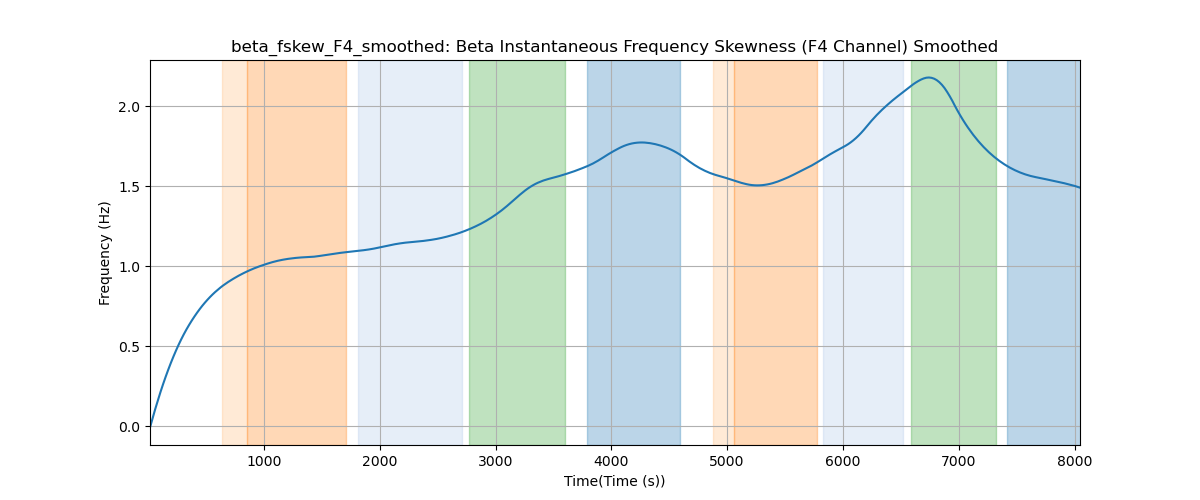 beta_fskew_F4_smoothed: Beta Instantaneous Frequency Skewness (F4 Channel) Smoothed
Frequency (Hz)
2.0
1.5
1.0
0.5
0.0
1000 2000 3000 4000 5000 6000 7000 8000
Time(Time (s))